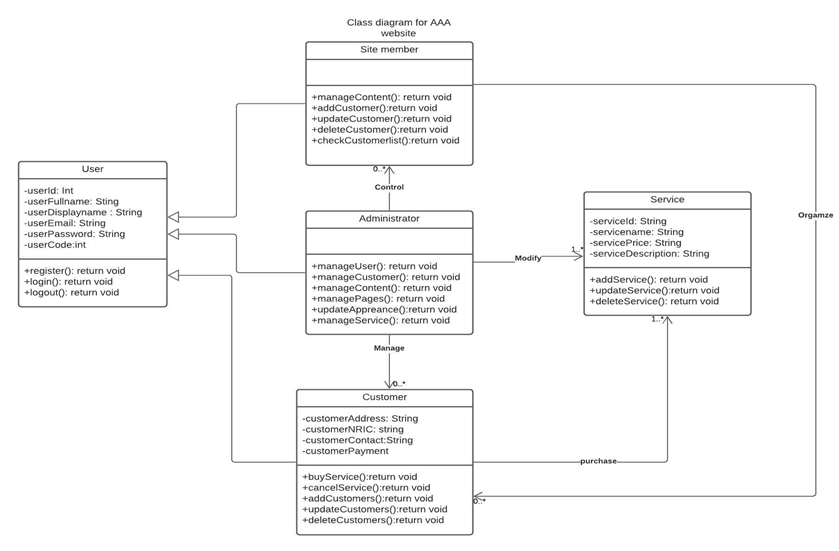 Class diagram for AAA
website
Site member
+manageContent(): return void
+addCustomer():return void
+updateCustomer(): return void
+deleteCustomer():return void
+checkCustomerlist():return void
0..*
Control
User
-userId: Int
-userFullname: Sting
-userDisplayname : String
-userEmail: String
-userPassword: String
-userCode:int
+register(): return void
+login(): return void
+logout(): return void
Administrator
+manageUser(): return void
+manageCustomer(): return void
+manageContent(): return void
+managePages(): return void
+updateAppreance():return void
+manageService(): return void
Modify
1..*
Service
-serviceId: String
-servicename: String
-servicePrice: String
-serviceDescription: String
+addService(): return void
+updateService():return void
+deleteService(): return void
1..*
Orgamze
Manage
0..*
Customer
-customerAddress: String
-customerNRIC: string
-customerContact:String
-customerPayment
+buyService():return void
+cancelService(): return void
+addCustomers():return void
+updateCustomers(): return void
+deleteCustomers():return void
purchase
0..*